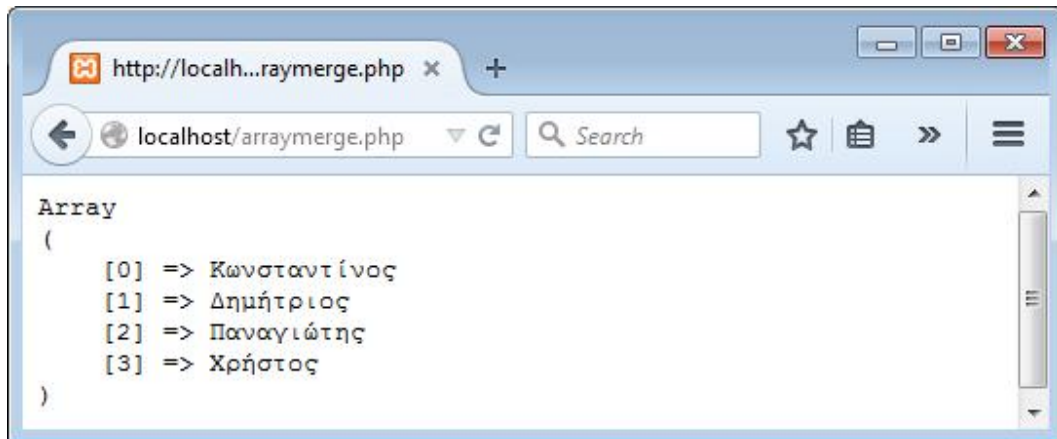 http://localh...raymerge.php
localhost/arraymerge.php
Search
Array
(
[0] => Κωνσταντίνος
[1] => Δημήτριος
[2] => Παναγιώτης
[3] => Χρήστος
)